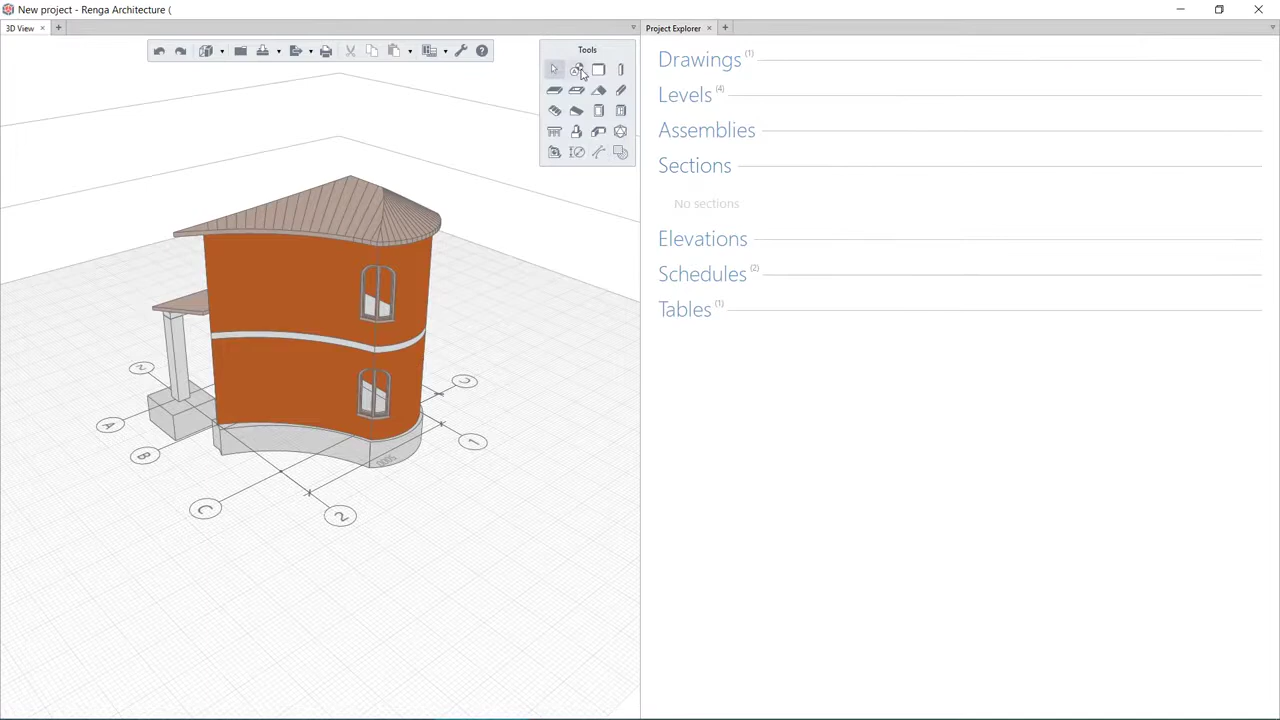 New project - Renga Architecture (
3D View
Project Explorer
Tools
Drawings (1)
Levels (4)
Assemblies
Sections
No sections
Elevations
Schedules (2)
Tables (1)
2
A
B
C
2
1
C
5000